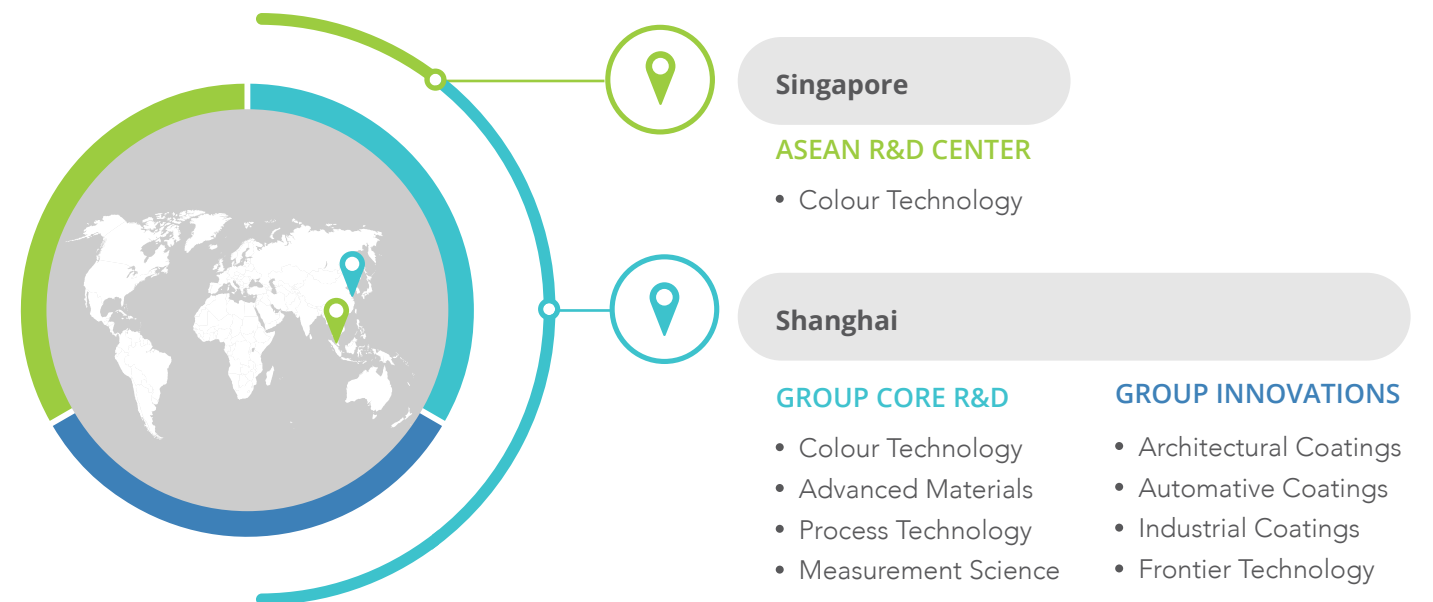 Singapore
ASEAN R&D CENTER
• Colour Technology
Shanghai
GROUP CORE R&D
• Colour Technology
• Advanced Materials
• Process Technology
• Measurement Science
GROUP INNOVATIONS
• Architectural Coatings
• Automative Coatings
• Industrial Coatings
• Frontier Technology